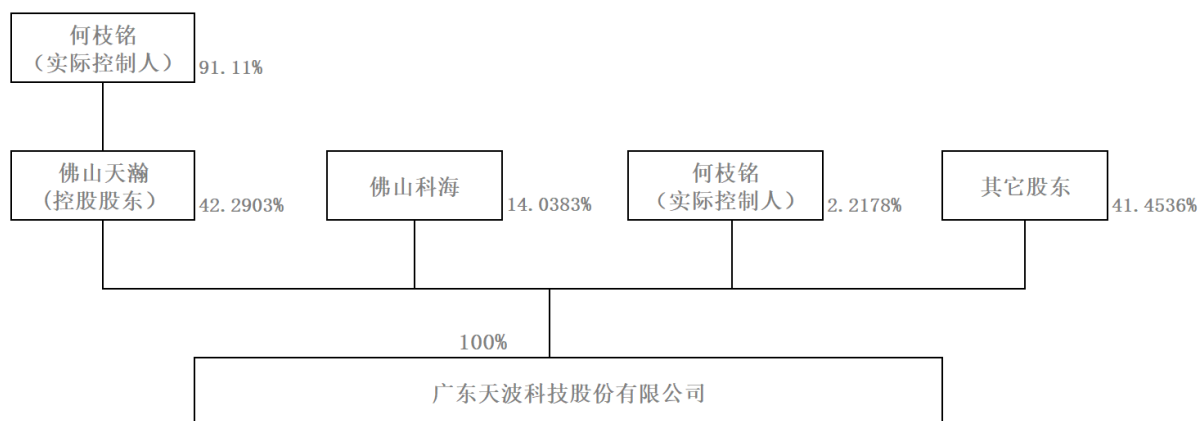 何枝铭
（实际控制人）
91.11%
佛山天瀚
(控股股东）
42.2903%
佛山科海
14.0383%
何枝铭
（实际控制人）
2.2178%
其它股东
41.4536%
100%
广东天波科技股份有限公司